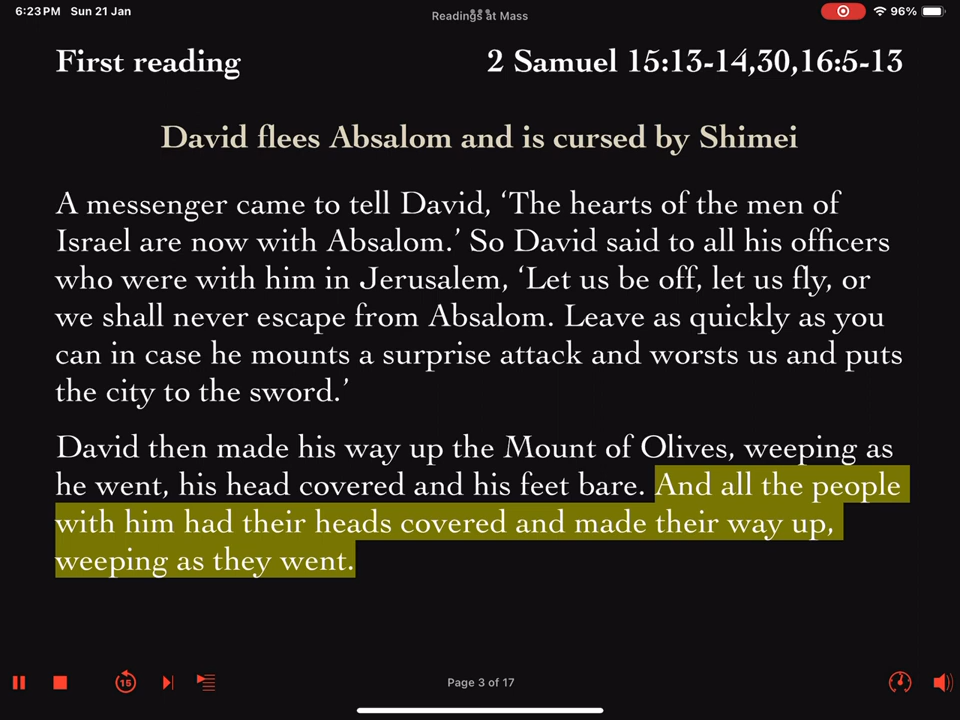 6:23PM Sun 21 Jan
Readings at Mass
96%
First reading
2 Samuel 15:13-14,30,16:5-13
David flees Absalom and is cursed by Shimei
A messenger came to tell David, ‘The hearts of the men of
Israel are now with Absalom.’ So David said to all his officers
who were with him in Jerusalem, ‘Let us be off, let us fly, or
we shall never escape from Absalom. Leave as quickly as you
can in case he mounts a surprise attack and worsts us and puts
the city to the sword.’
David then made his way up the Mount of Olives, weeping as
he went, his head covered and his feet bare. And all the people
with him had their heads covered and made their way up,
weeping as they went.
15
Page 3 of 17